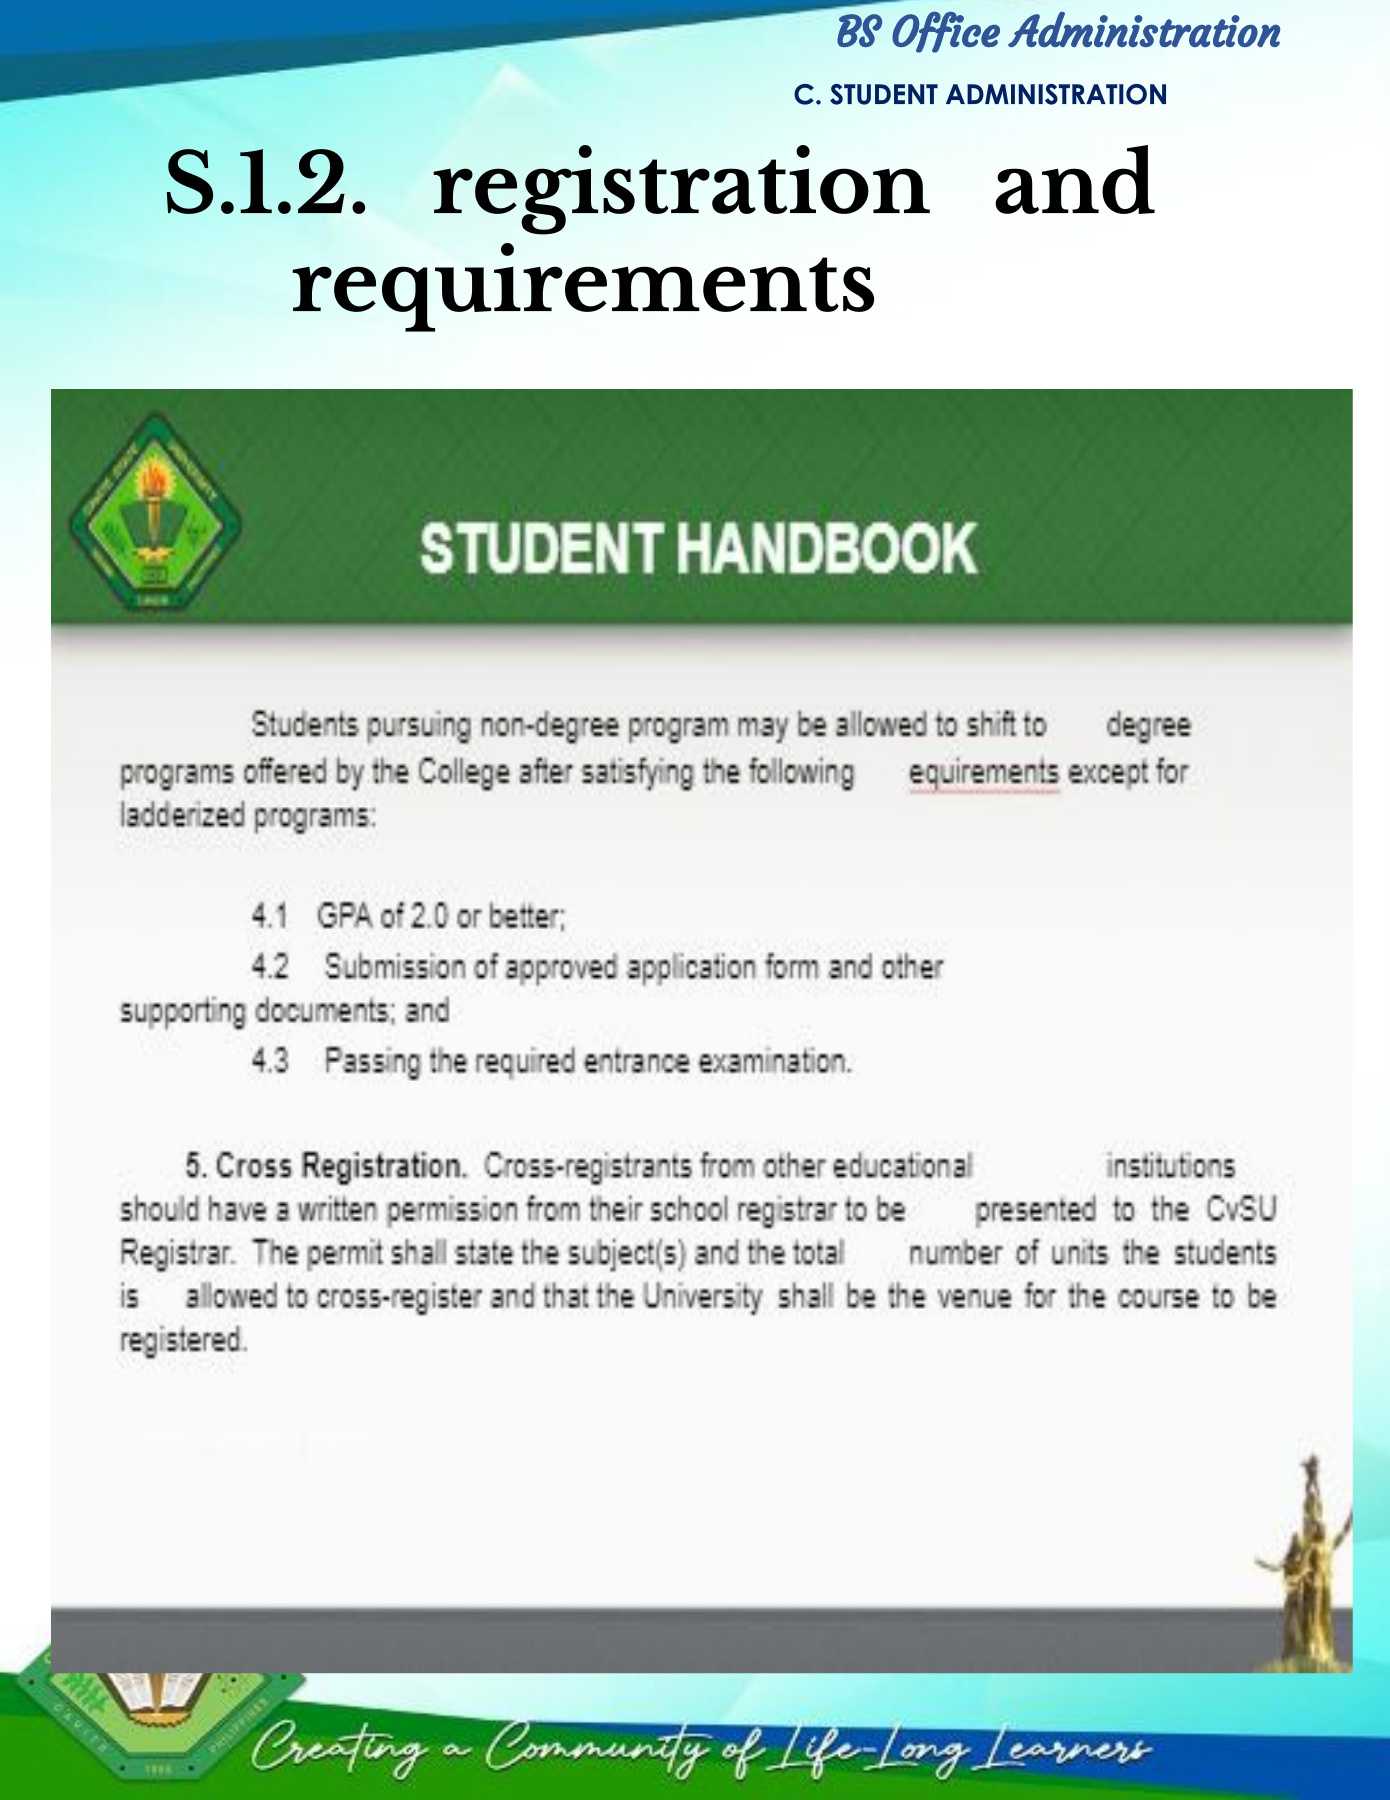 BS Office Administration
C. STUDENT ADMINISTRATION
S.1.2. registration and
requirements
STUDENT HANDBOOK
Students pursuing non-degree program may be allowed to shift to degree
programs offered by the College after satisfying the following equirements except for
ladderized programs:
4.1 GPA of 2.0 or better;
4.2 Submission of approved application form and other
supporting documents; and
4.3 Passing the required entrance examination.
5. Cross Registration. Cross-registrants from other educational institutions
should have a written permission from their school registrar to be presented to the CvSU
Registrar. The permit shall state the subject(s) and the total number of units the students
is allowed to cross-register and that the University shall be the venue for the course to be
registered.
CAVITE
PHILIPPINES
Creating a Community of Life-Long Learners